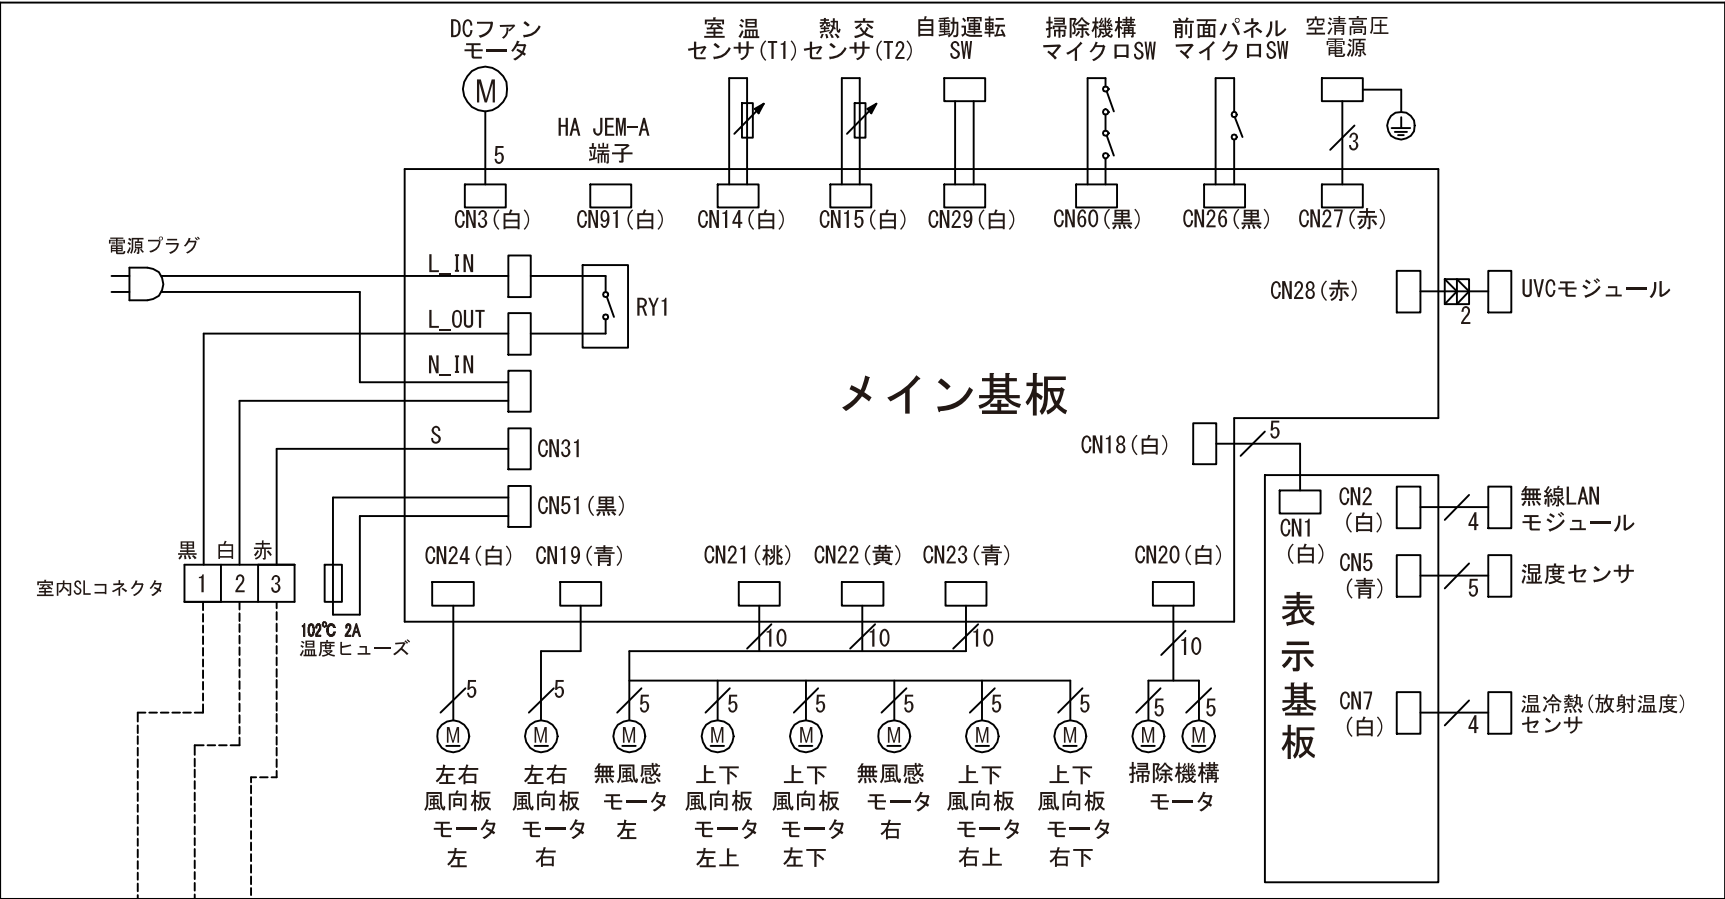 DCファン
モータ
室 温
センサ(T1)
熱 交
センサ(T2)
自動運転
SW
掃除機構
マイクロSW
前面パネル
マイクロSW
空清高圧
電源
M
HA JEM-A
端子
5
3
CN3(白)
CN91(白)
CN14(白)
CN15(白)
CN29(白)
CN60(黒)
CN26(黒)
CN27(赤)
電源プラグ
L_IN
RY1
L_OUT
N_IN
CN28(赤)
2
UVCモジュール
メイン基板
S
CN31
CN18(白)
5
CN51(黒)
CN1
(白)
CN2
(白)
4
無線LAN
モジュール
CN5
(青)
5
湿度センサ
CN7
(白)
4
温冷熱(放射温度)
センサ
表示基板
黒 白 赤
室内SLコネクタ
1 2 3
102℃ 2A
温度ヒューズ
CN24(白)
CN19(青)
CN21(桃)
CN22(黄)
CN23(青)
CN20(白)
10 10 10 10
5 5 5 5 5 5 5 5 5 5
M M M M M M M M M M
左右
風向板
モータ
左
左右
風向板
モータ
右
無風感
モータ
左
上下
風向板
モータ
左上
上下
風向板
モータ
左下
無風感
モータ
右
上下
風向板
モータ
右上
上下
風向板
モータ
右下
掃除機構
モータ